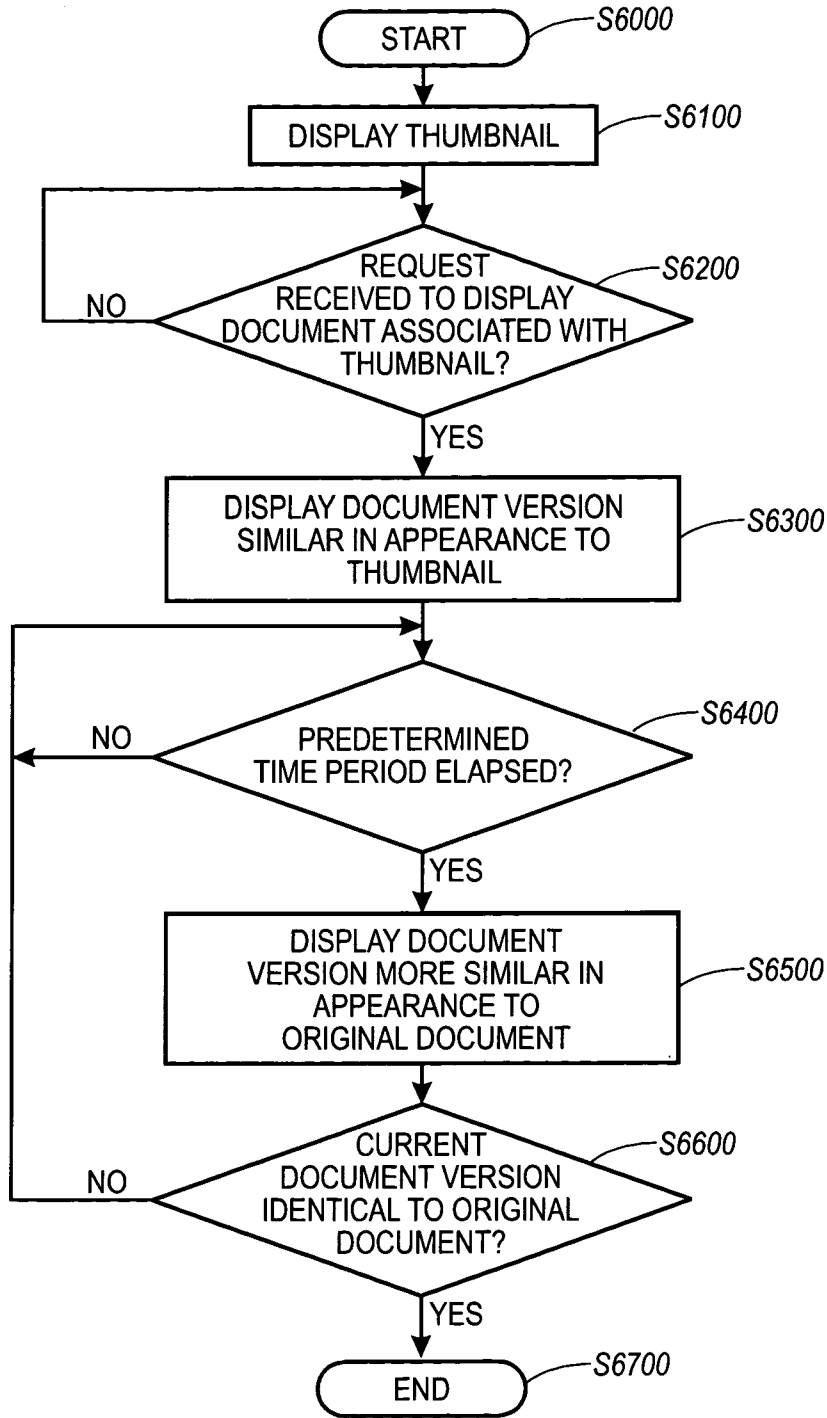 START
S6000
DISPLAY THUMBNAIL
S6100
REQUEST
RECEIVED TO DISPLAY
DOCUMENT ASSOCIATED WITH
THUMBNAIL?
S6200
NO
YES
DISPLAY DOCUMENT VERSION
SIMILAR IN APPEARANCE TO
THUMBNAIL
S6300
PREDETERMINED
TIME PERIOD ELAPSED?
S6400
NO
YES
DISPLAY DOCUMENT
VERSION MORE SIMILAR IN
APPEARANCE TO
ORIGINAL DOCUMENT
S6500
CURRENT
DOCUMENT VERSION
IDENTICAL TO ORIGINAL
DOCUMENT?
S6600
NO
YES
END
S6700